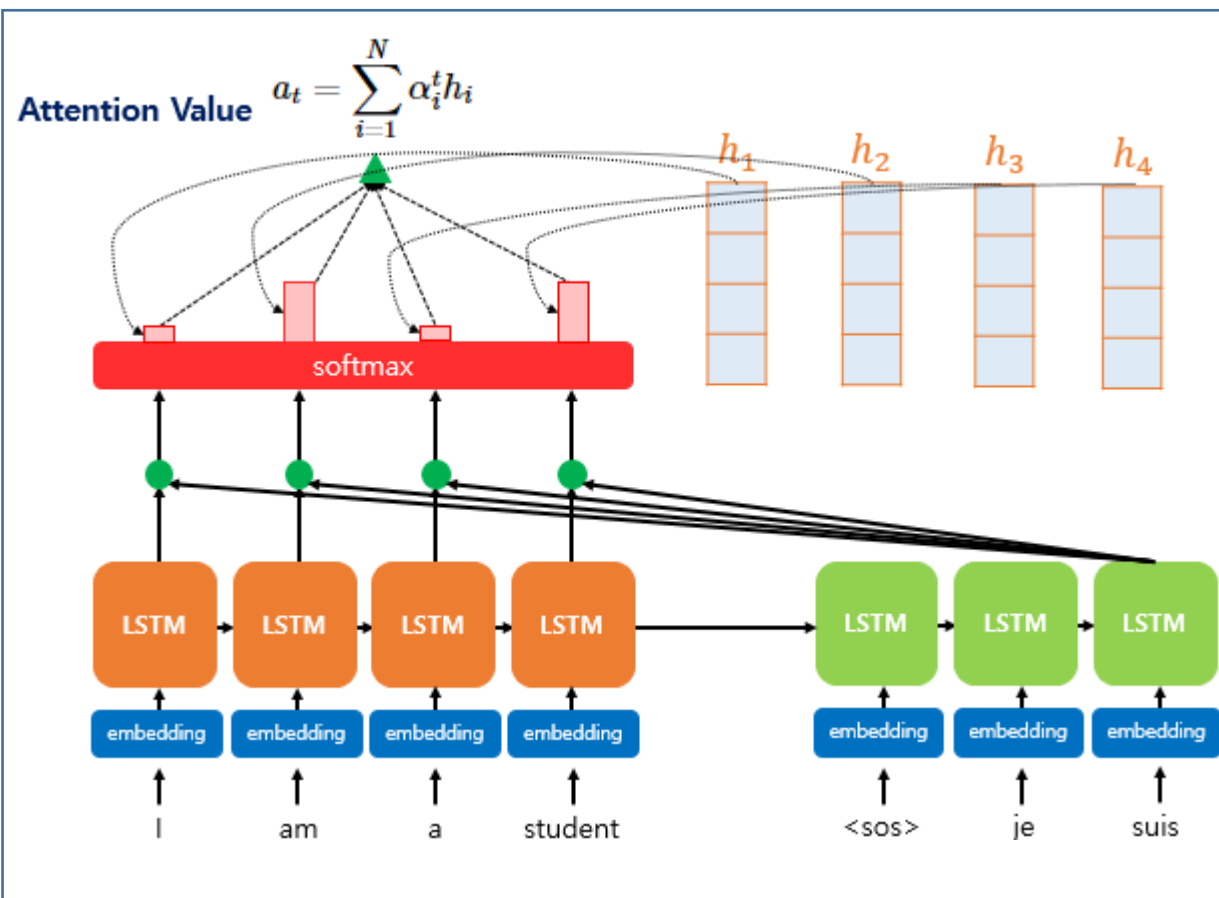 Attention Value a_t = \sum_{i=1}^{N} α_i^t h_i
h_1 h_2 h_3 h_4
softmax
LSTM LSTM LSTM LSTM LSTM LSTM LSTM
embedding embedding embedding embedding embedding embedding embedding
I am a student <sos> je suis